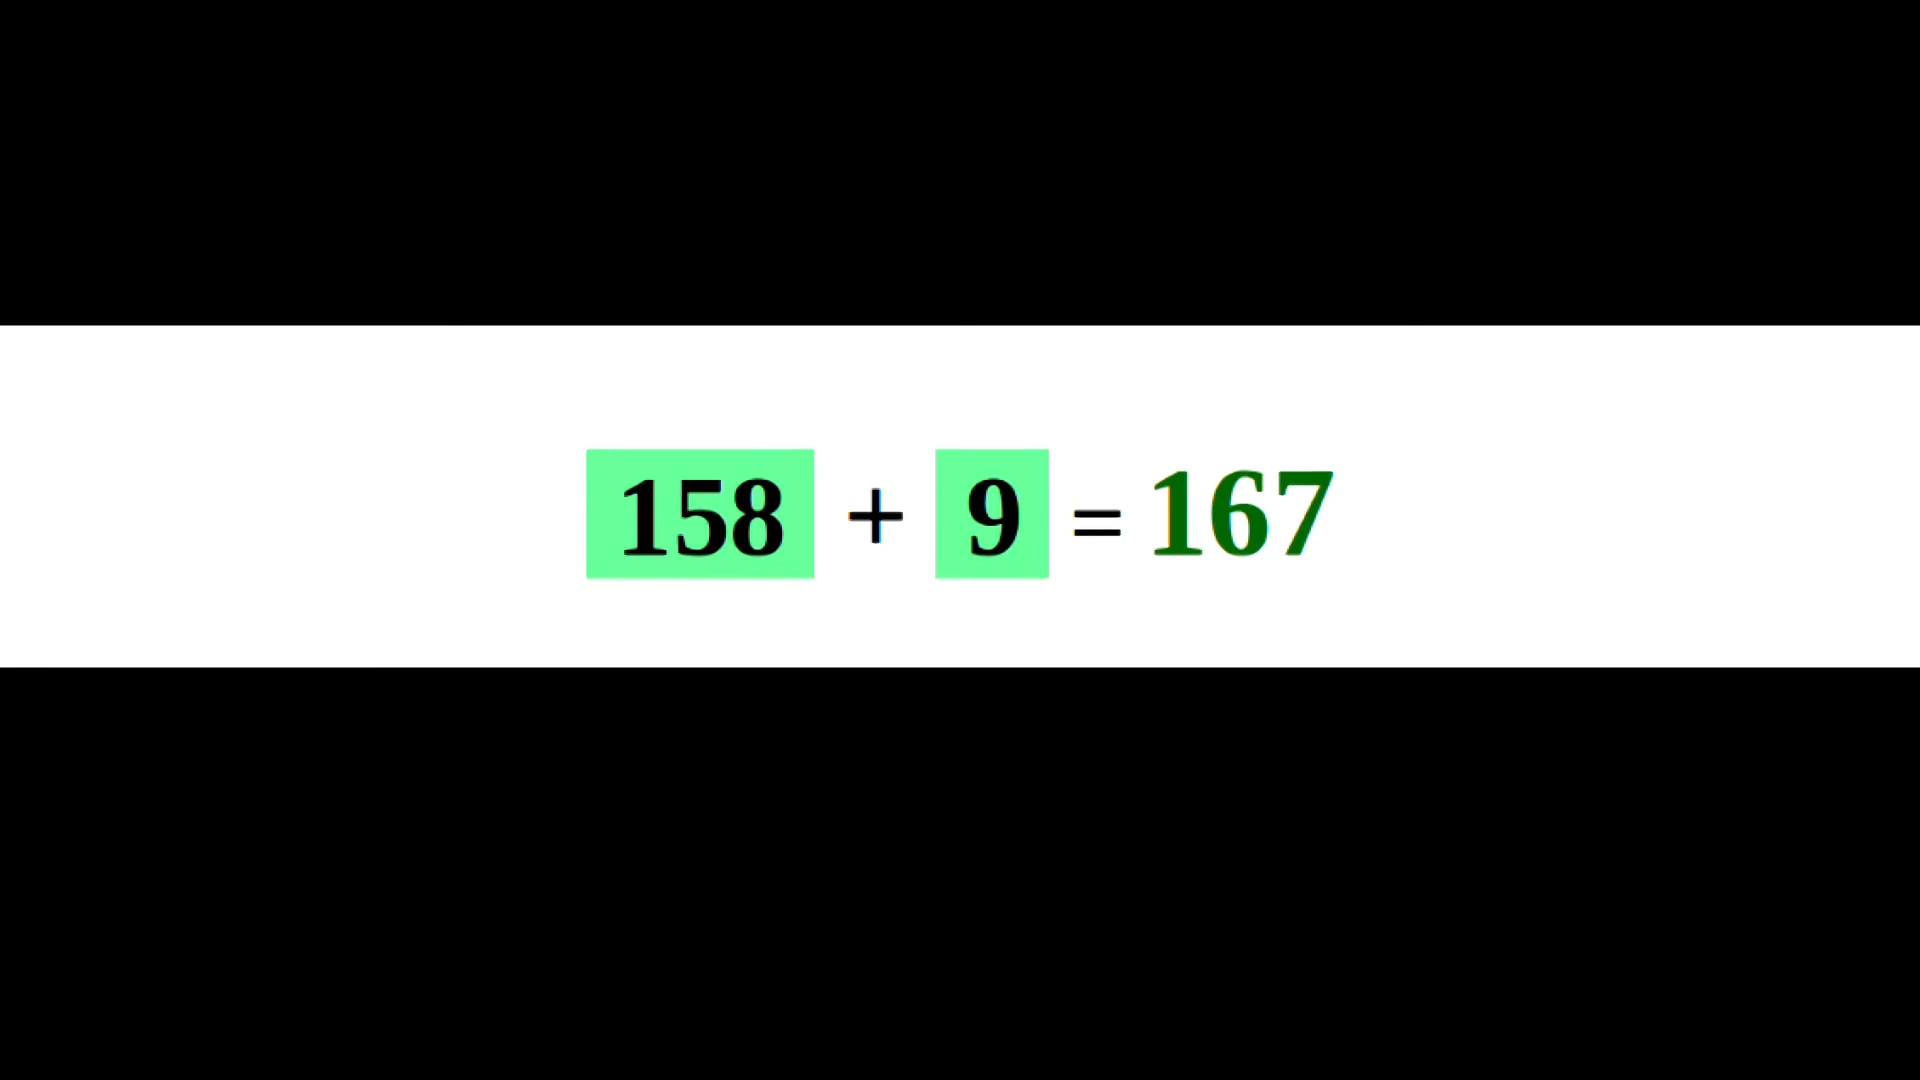 158 + 9 = 167